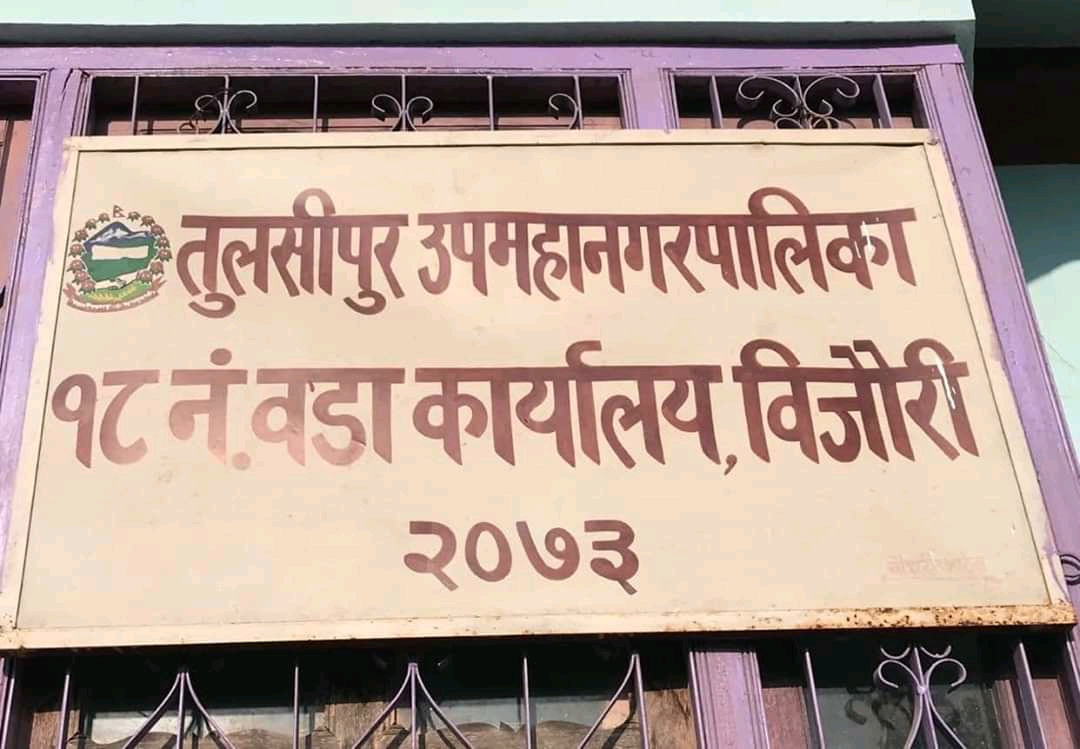 तुलसीपुर उपमहानगरपालिका
१८ नं. वडा कार्यालय, विजौरी
२०७३